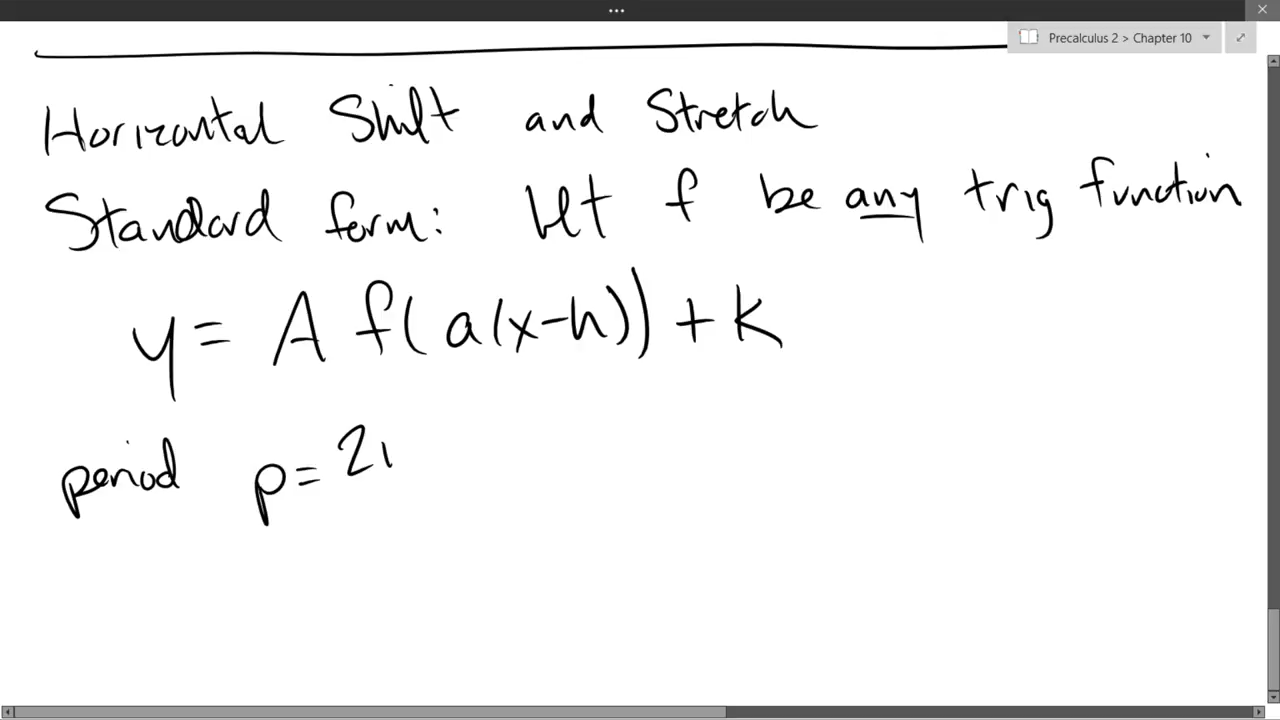 Precalculus 2 > Chapter 10
Horizontal Shift and Stretch
Standard form: Let f be any trig function
y = A f(a(x-h)) + k
period p = 2